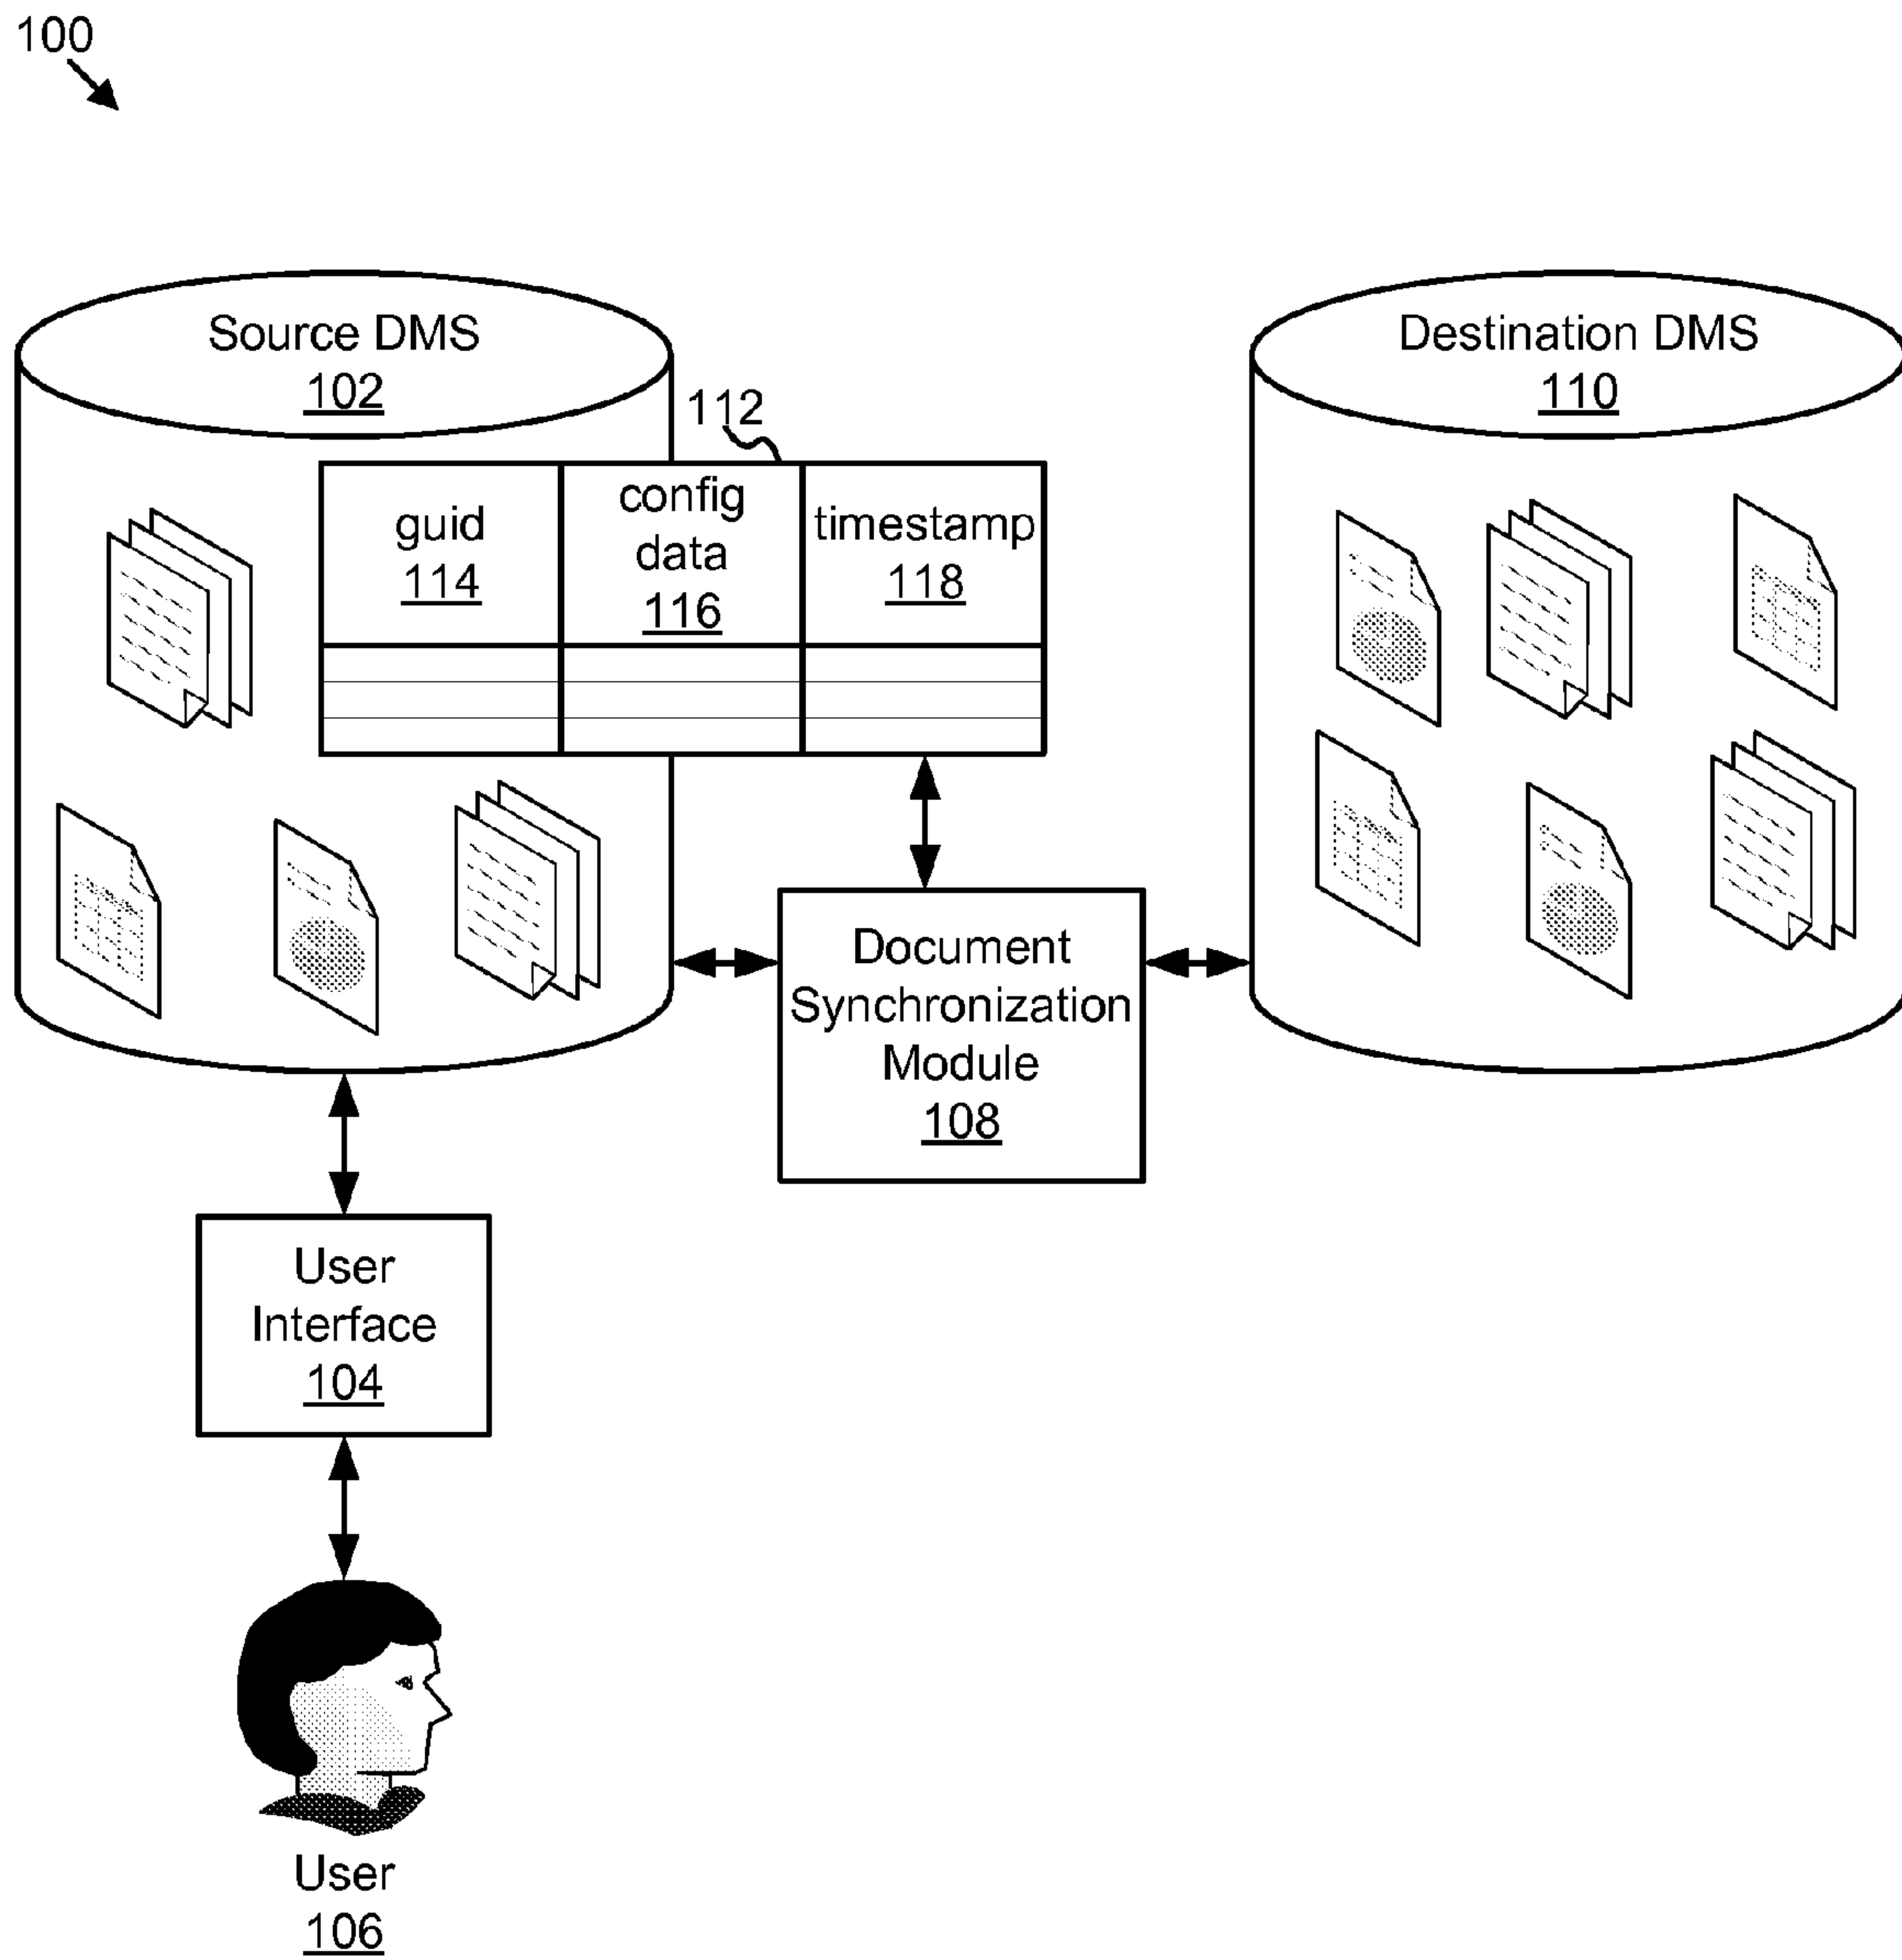 100
Source DMS
102
Destination DMS
110
112
guid
114
config
data
116
timestamp
118
Document
Synchronization
Module
108
User
Interface
104
User
106